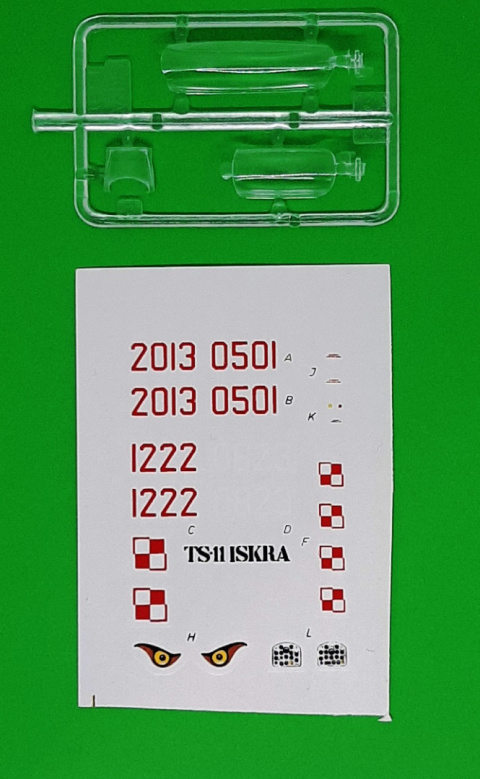 2013 0501 A
J
2013 0501 B
K
1222
1222
C D
F
TS-11 ISKRA
H L